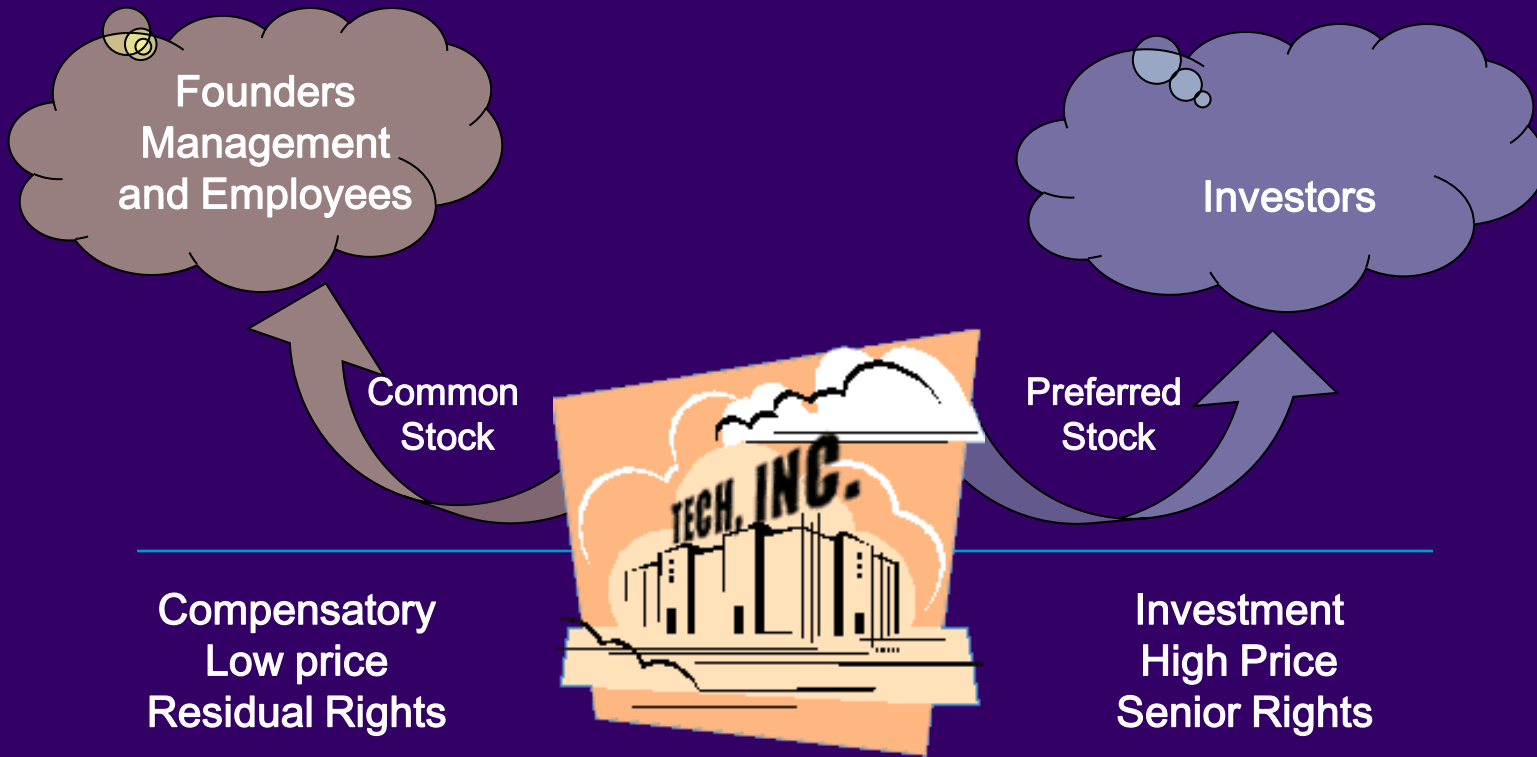 Founders
Management
and Employees
Investors
Common
Stock
Preferred
Stock
TECH, INC.
Compensatory
Low price
Residual Rights
Investment
High Price
Senior Rights